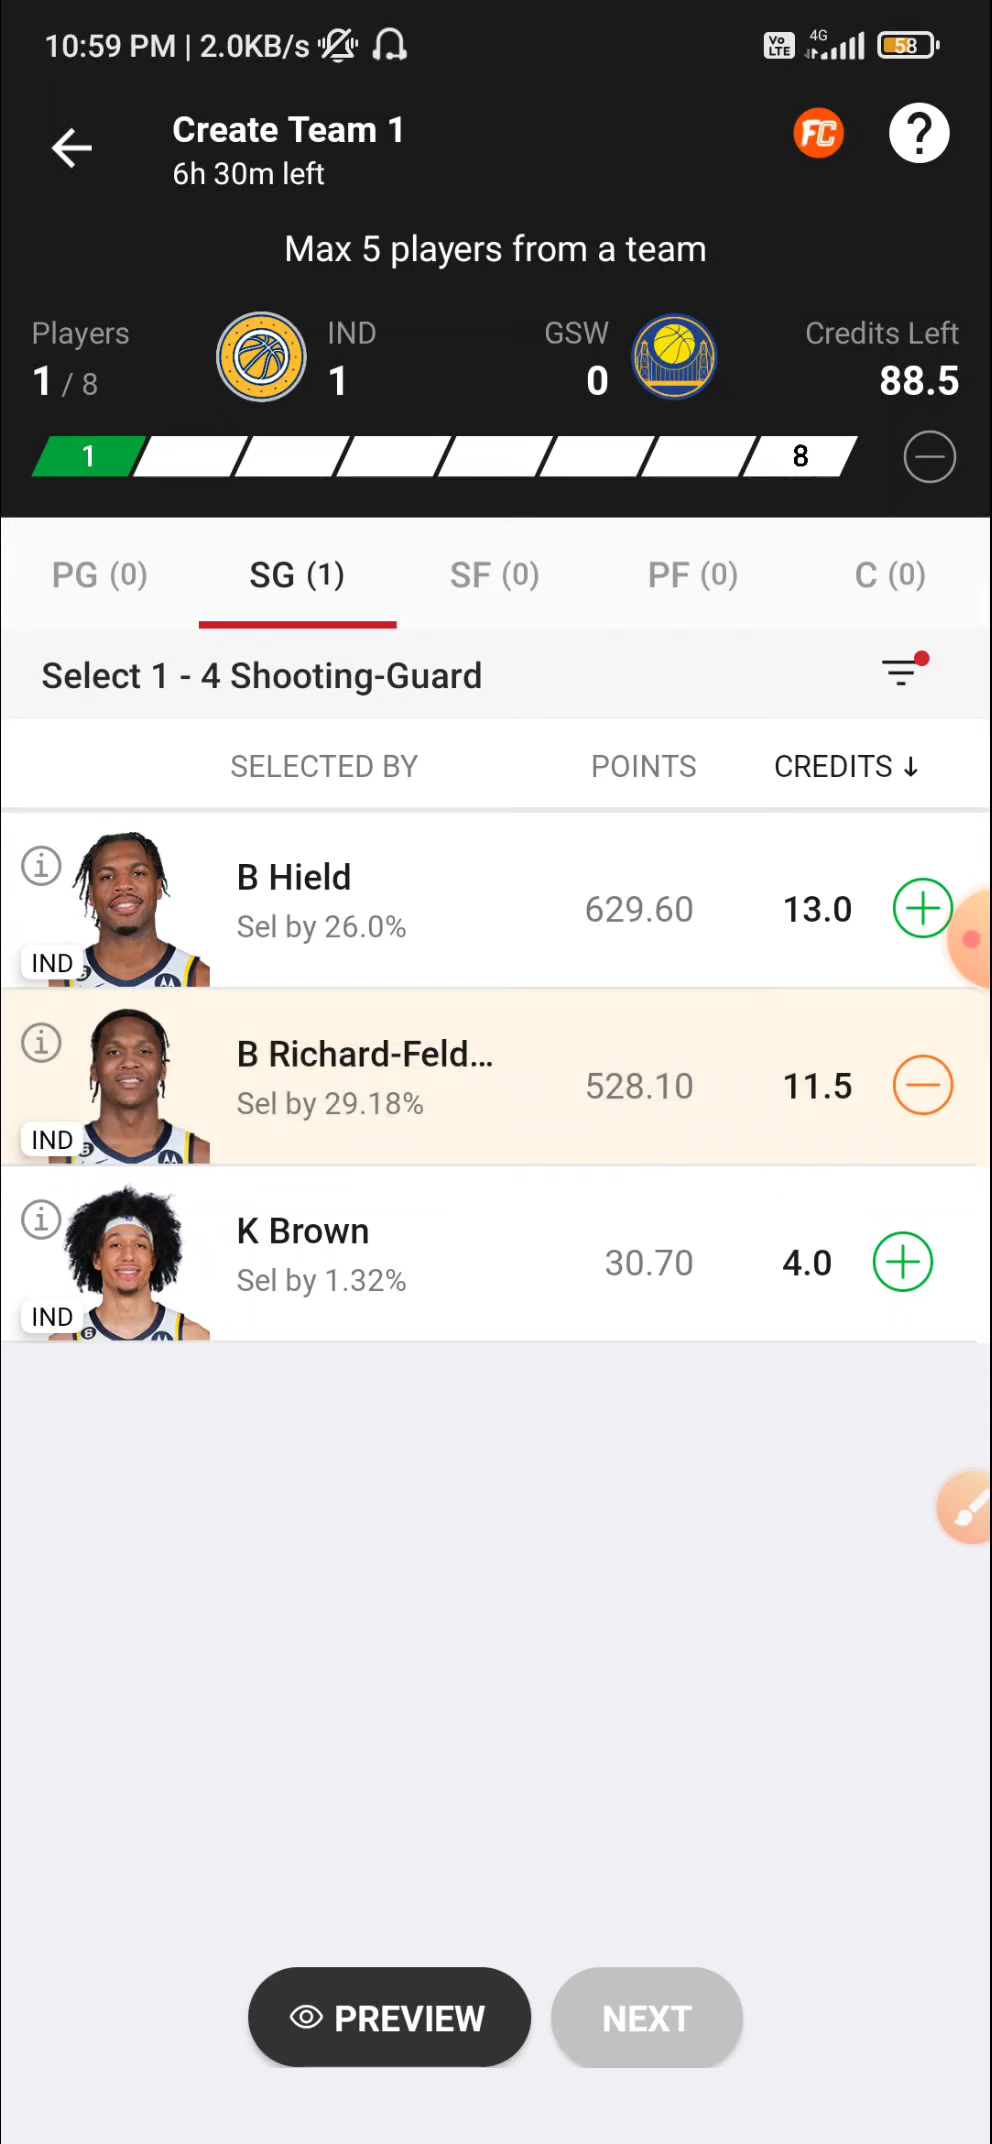 10:59 PM | 2.0KB/s
Vo LTE 4G 58
Create Team 1
6h 30m left
FC
?
Max 5 players from a team
Players IND GSW Credits Left
1 / 8 1 0 88.5
1 8
PG (0) SG (1) SF (0) PF (0) C (0)
Select 1 - 4 Shooting-Guard
SELECTED BY POINTS CREDITS ↓
B Hield
Sel by 26.0%
629.60 13.0
IND
B Richard-Feld...
Sel by 29.18%
528.10 11.5
IND
K Brown
Sel by 1.32%
30.70 4.0
IND
PREVIEW NEXT